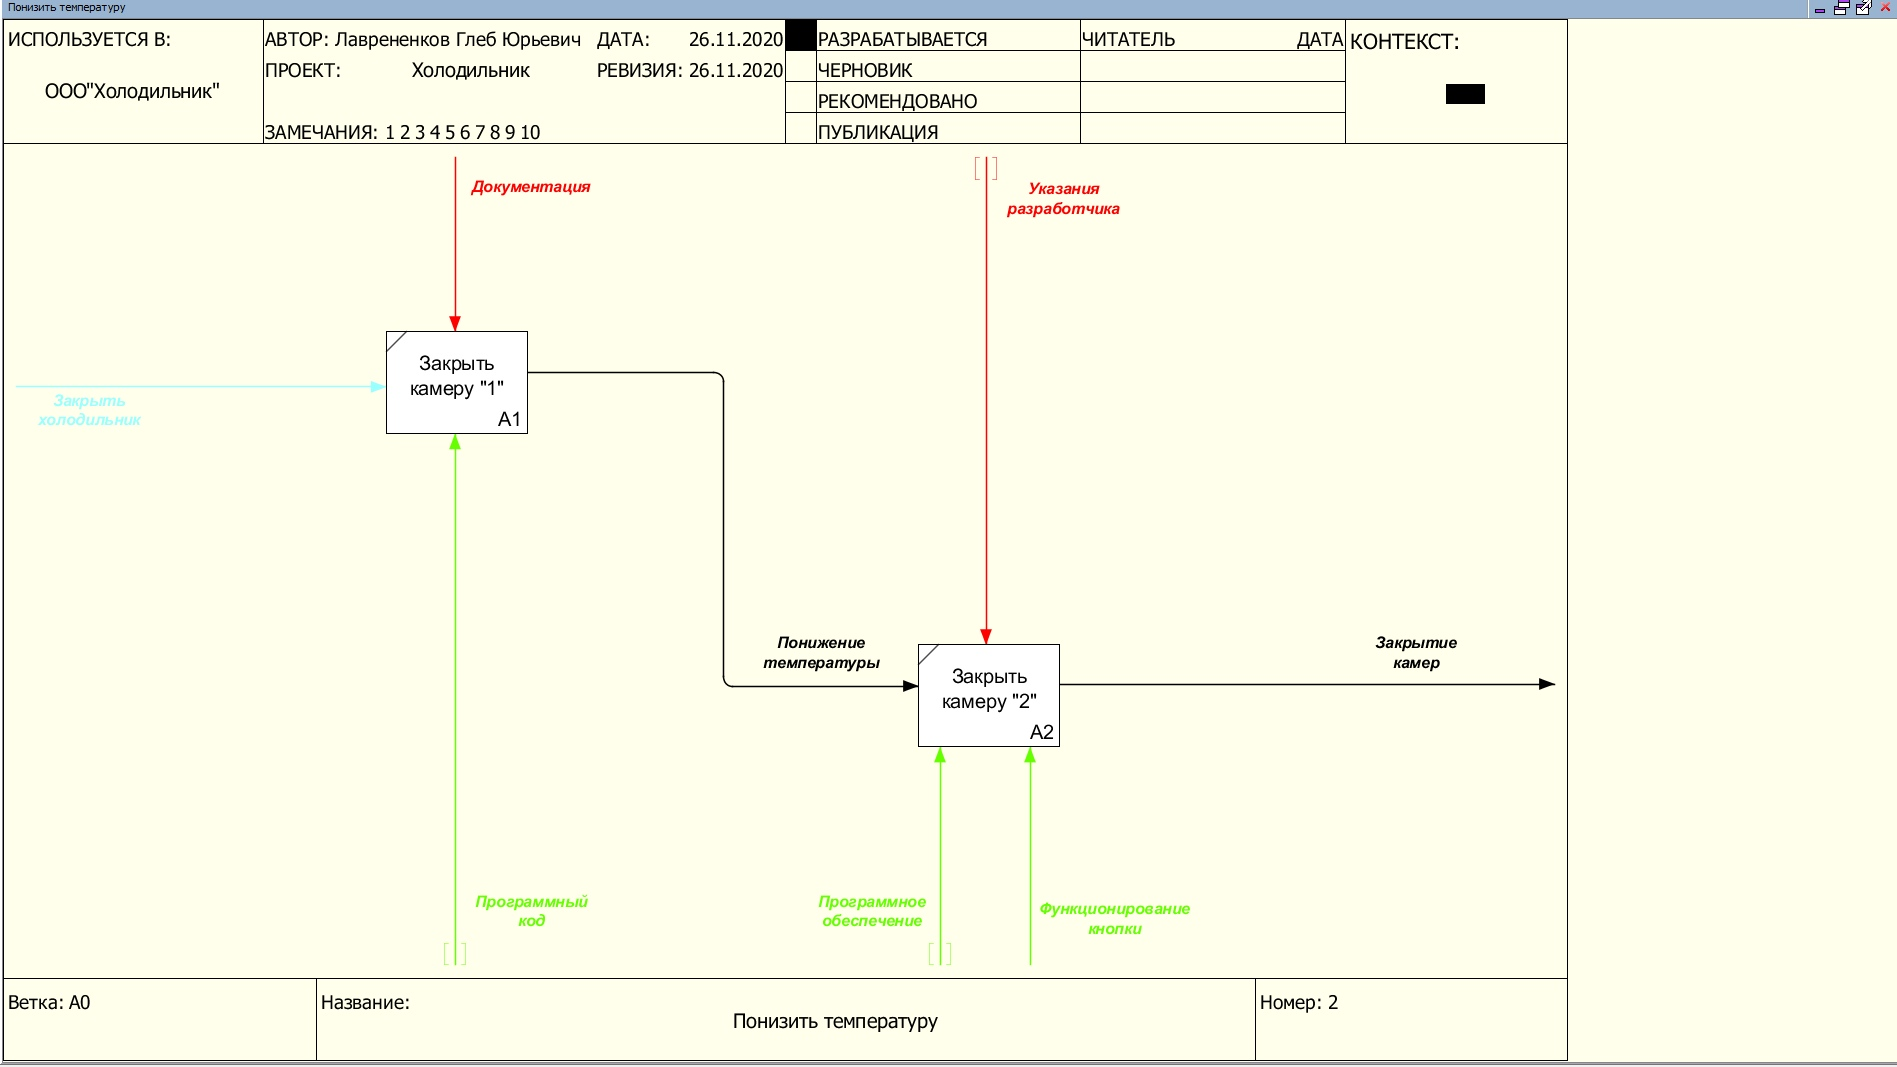 Понизить температуру
ИСПОЛЬЗУЕТСЯ В:
ООО"Холодильник"
АВТОР: Лаврененков Глеб Юрьевич ДАТА: 26.11.2020
ПРОЕКТ: Холодильник РЕВИЗИЯ: 26.11.2020
ЗАМЕЧАНИЯ: 1 2 3 4 5 6 7 8 9 10
РАЗРАБАТЫВАЕТСЯ
ЧЕРНОВИК
РЕКОМЕНДОВАНО
ПУБЛИКАЦИЯ
ЧИТАТЕЛЬ ДАТА
КОНТЕКСТ:
Документация
Указания
разработчика
Закрыть
камеру "1"
A1
Закрыть
холодильник
Понижение
температуры
Закрыть
камеру "2"
A2
Закрытие
камер
Программный
код
Программное
обеспечение
Функционирование
кнопки
Ветка: A0
Название:
Понизить температуру
Номер: 2